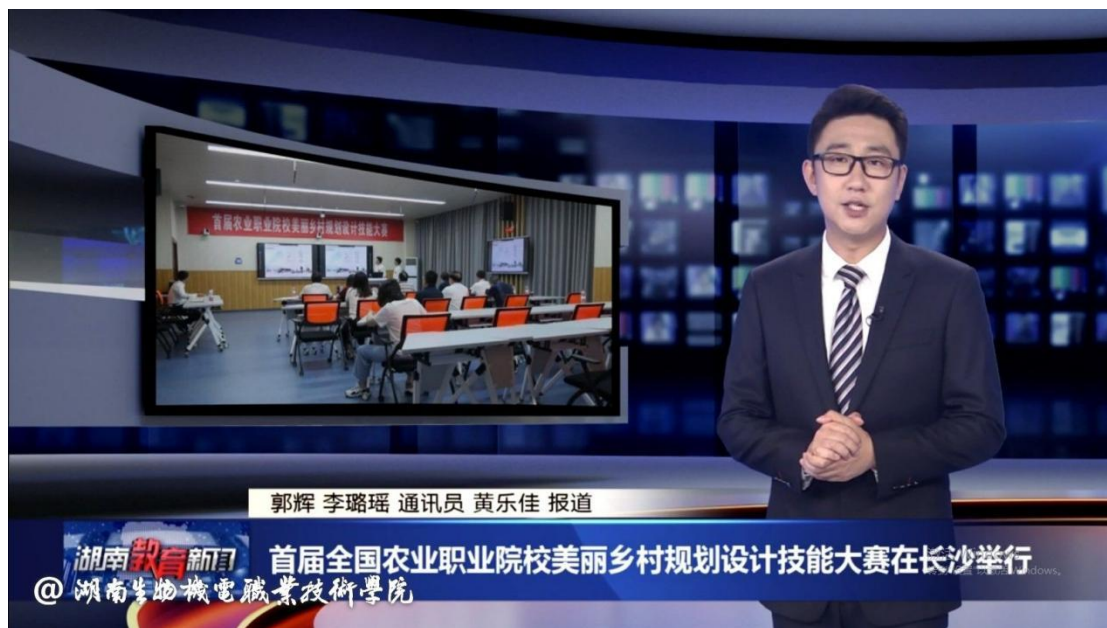 首届农业职业院校美丽乡村规划设计技能大赛
郭辉 李璐瑶 通讯员 黄乐佳 报道
湖南教育新闻
首届全国农业职业院校美丽乡村规划设计技能大赛在长沙举行
@湖南生物機電職業技術學院